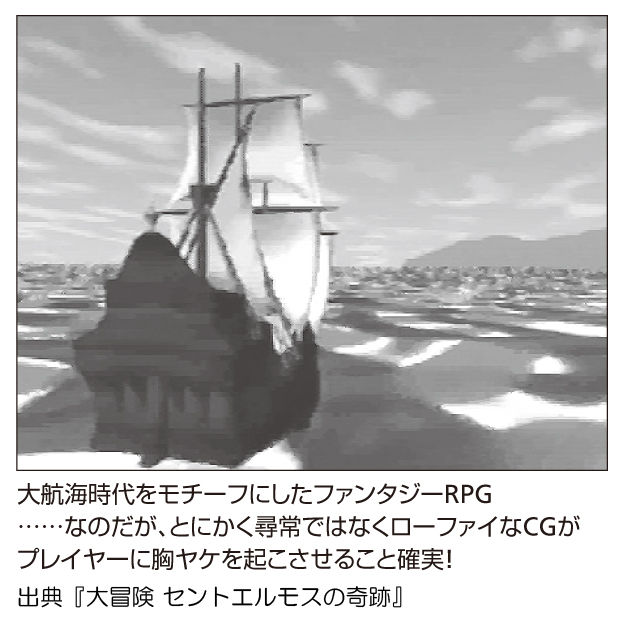 大航海時代をモチーフにしたファンタジーRPG
……なのだが、とにかく尋常ではなくローファイなCGが
プレイヤーに胸ヤケを起こさせること確実！
出典『大冒険 セントエルモスの奇跡』